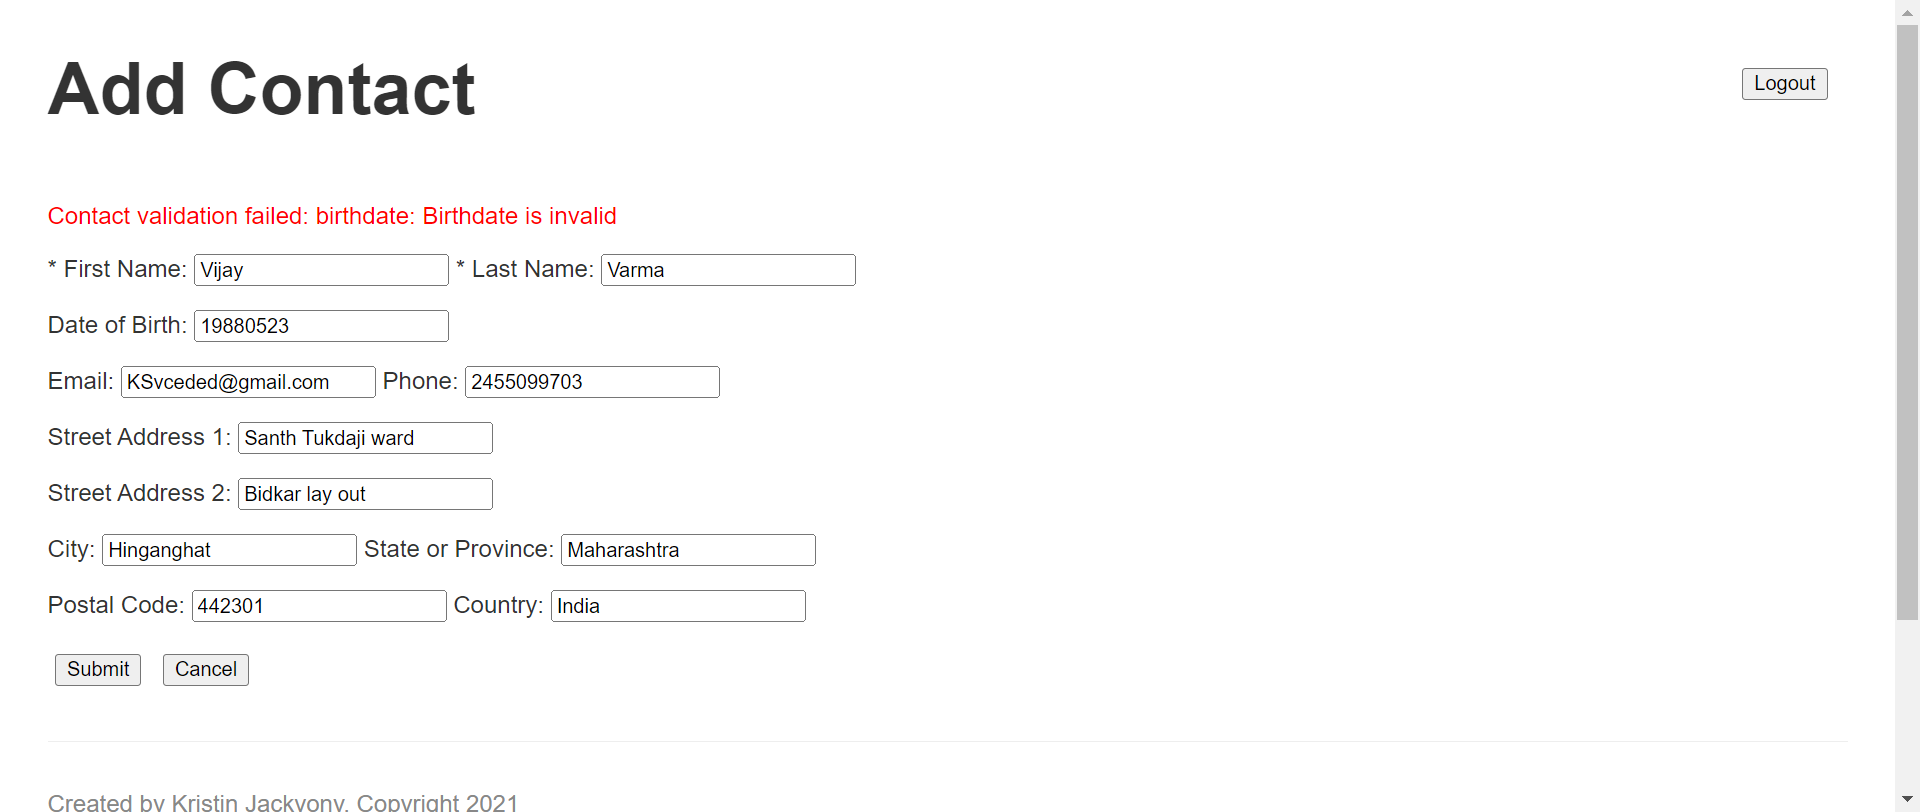 Add Contact
Logout
Contact validation failed: birthdate: Birthdate is invalid
* First Name: Vijay * Last Name: Varma
Date of Birth: 19880523
Email: KSvceded@gmail.com Phone: 2455099703
Street Address 1: Santh Tukdaji ward
Street Address 2: Bidkar lay out
City: Hinganghat State or Province: Maharashtra
Postal Code: 442301 Country: India
Submit Cancel
Created by Kristin Jackvony, Copyright 2021